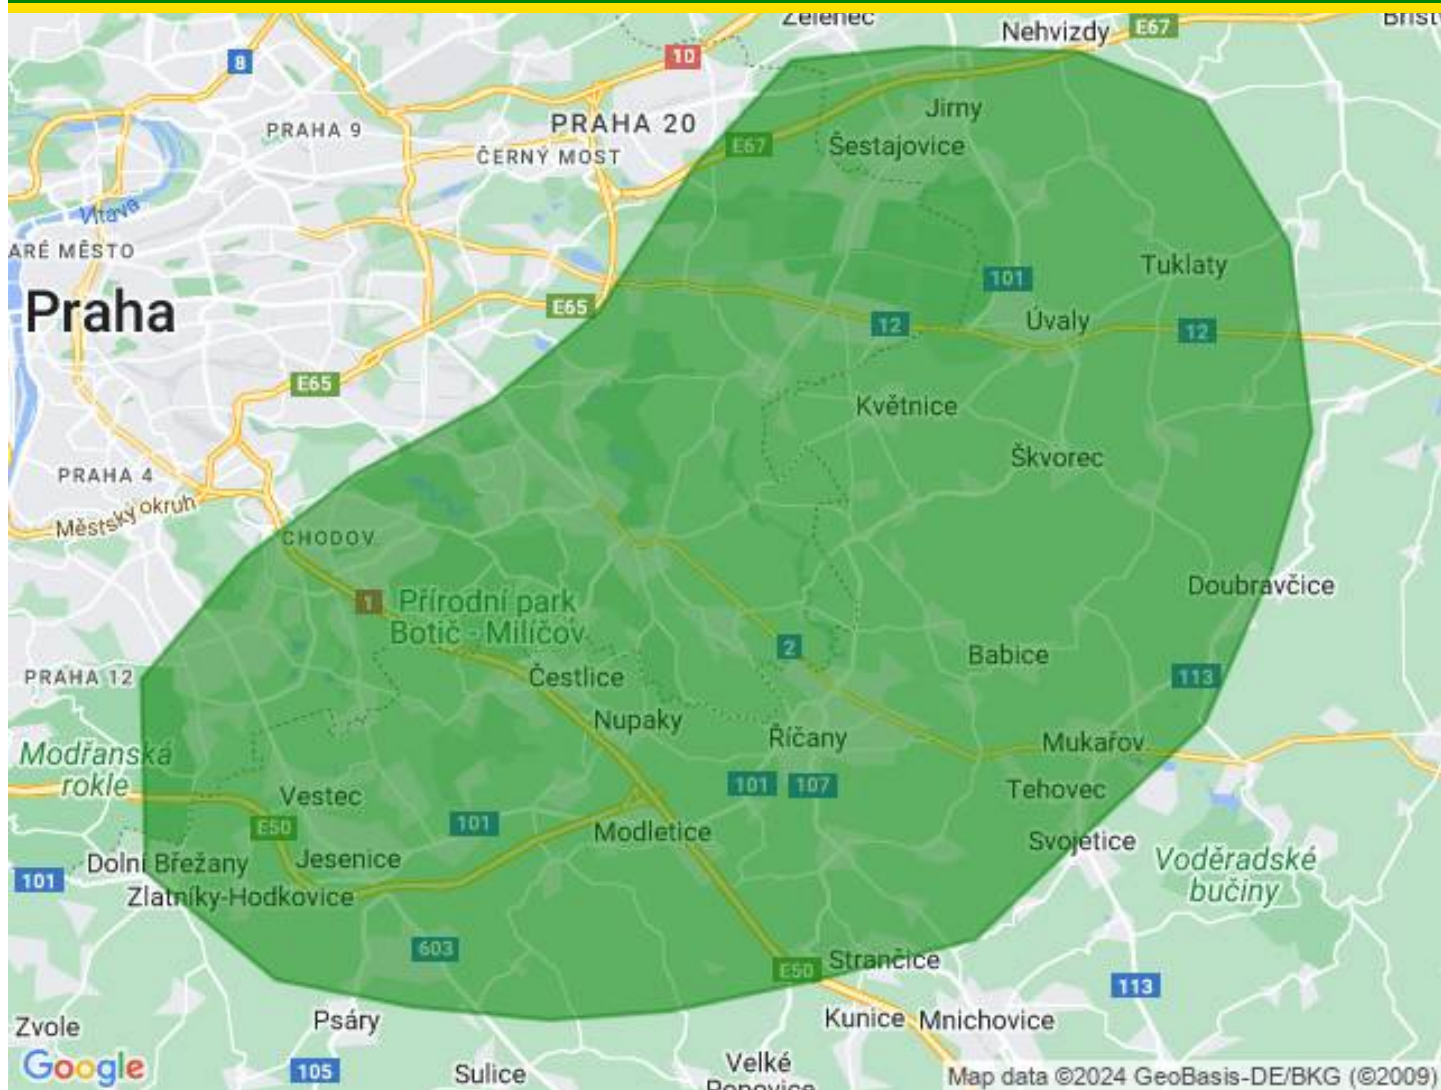 Zeleneč
Nehvizdy
E67
8
10
Jirny
PRAHA 9
PRAHA 20
E67
Šestajovice
ČERNÝ MOST
Vltava
ARÉ MĚSTO
Tuklaty
101
Praha
E65
12
Úvaly
12
E65
Květnice
Škvorec
PRAHA 4
Městský okruh
CHODOV
Doubravčice
1
Přírodní park
Botič - Milíčov
2
Babice
PRAHA 12
Čestlice
113
Nupaky
Říčany
Mukařov
Modřanská
rokle
101
107
Tehovec
Vestec
E50
101
Modletice
Svojetice
Dolní Břežany
Jesenice
Voděradské
bučiny
101
Zlatníky-Hodkovice
603
Strančice
E50
113
Zvole
Psáry
Kunice
Mnichovice
Google
105
Sulice
Velké
Popovice
Map data ©2024 GeoBasis-DE/BKG (©2009)